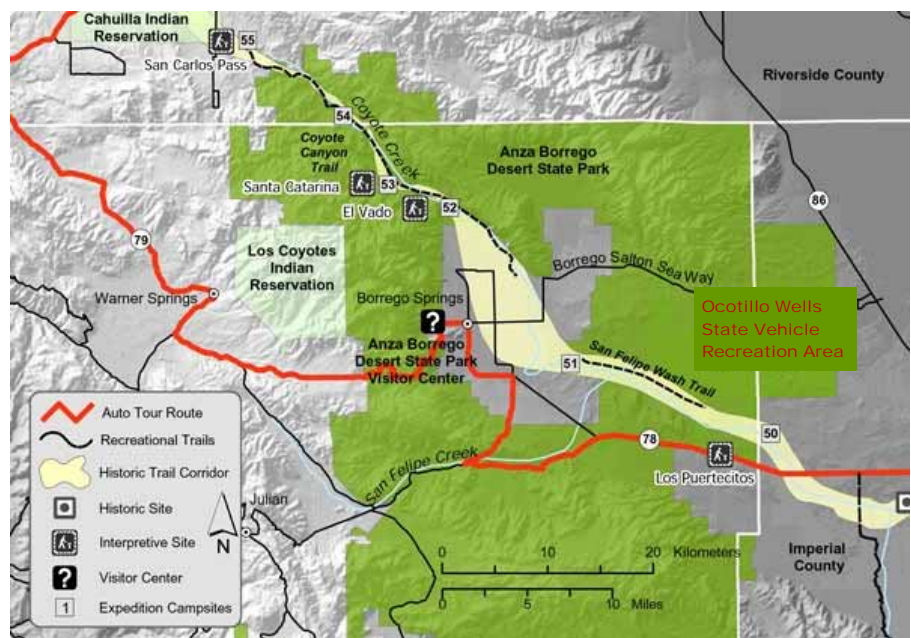 Cahuilla Indian
Reservation
55
San Carlos Pass
Riverside County
54
Coyote Creek
Coyote
Canyon
Trail
Anza Borrego
Desert State Park
Santa Catarina
53
El Vado
52
86
79
Los Coyotes
Indian
Reservation
Borrego Salton Sea Way
Warner Springs
Borrego Springs
?
Anza Borrego
Desert State Park
Visitor Center
Ocotillo Wells
State Vehicle
Recreation Area
51
San Felipe Wash Trail
50
78
Los Puertecitos
San Felipe Creek
Julian
N
Imperial
County
Auto Tour Route
Recreational Trails
Historic Trail Corridor
Historic Site
Interpretive Site
? Visitor Center
1 Expedition Campsites
0 10 20 Kilometers
0 5 10 Miles